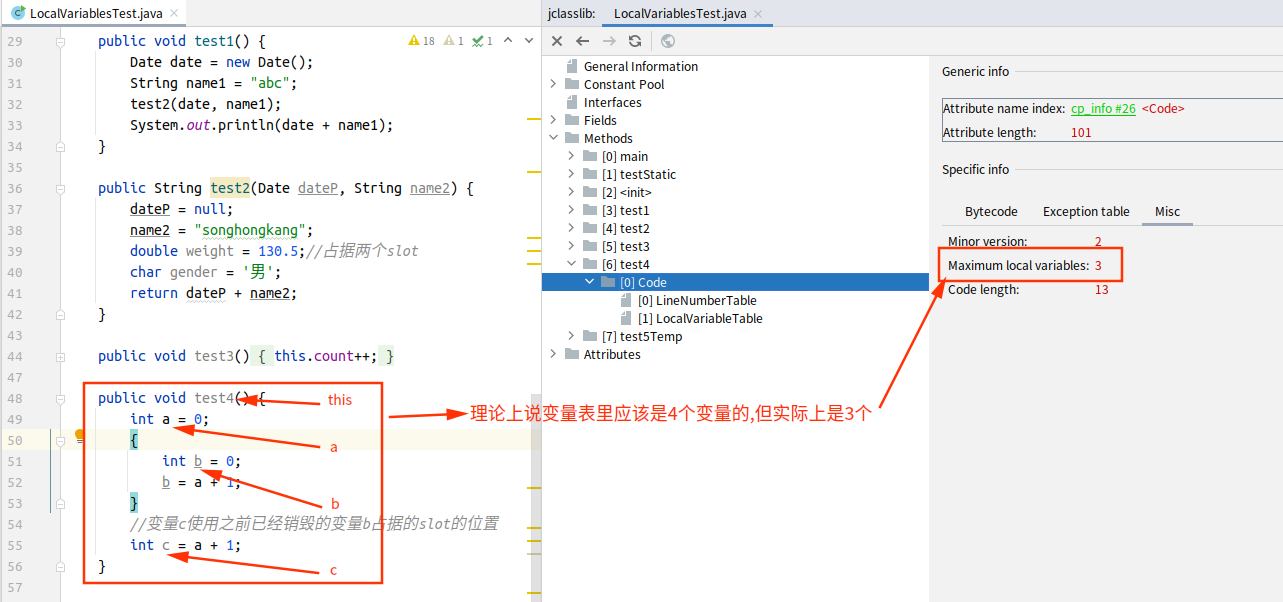 LocalVariablesTest.java
29 public void test1() {
18 1 1
30 Date date = new Date();
31 String name1 = "abc";
32 test2(date, name1);
33 System.out.println(date + name1);
34 }
35
36 public String test2(Date dateP, String name2) {
37 dateP = null;
38 name2 = "songhongkang";
39 double weight = 130.5;//占据两个slot
40 char gender = '男';
41 return dateP + name2;
42 }
43
44 public void test3() { this.count++; }
47
48 public void test4() {
this
49 int a = 0;
a
50 {
51 int b = 0;
52 b = a + 1;
b
53 }
54 //变量c使用之前已经销毁的变量b占据的slot的位置
55 int c = a + 1;
c
56 }
57
理论上说变量表里应该是4个变量的,但实际上是3个
jclasslib: LocalVariablesTest.java
General Information
Constant Pool
Interfaces
Fields
Methods
[0] main
[1] testStatic
[2] <init>
[3] test1
[4] test2
[5] test3
[6] test4
[0] Code
[0] LineNumberTable
[1] LocalVariableTable
[7] test5Temp
Attributes
Generic info
Attribute name index: cp_info #26 <Code>
Attribute length: 101
Specific info
Bytecode Exception table Misc
Minor version: 2
Maximum local variables: 3
Code length: 13